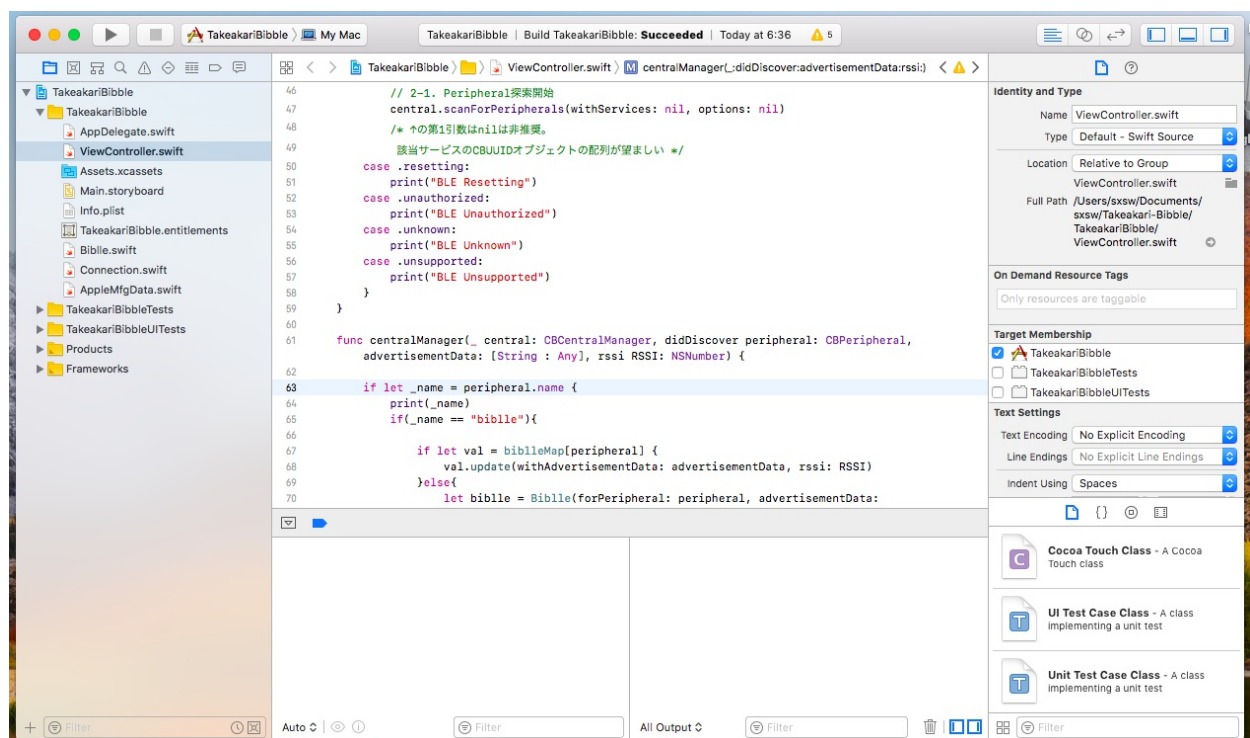 TakeakariBibble
My Mac
TakeakariBibble | Build TakeakariBibble: Succeeded | Today at 6:36
5
TakeakariBibble
TakeakariBibble
AppDelegate.swift
ViewController.swift
Assets.xcassets
Main.storyboard
Info.plist
TakeakariBibble.entitlements
Biblle.swift
Connection.swift
AppleMfgData.swift
TakeakariBibbleTests
TakeakariBibbleUITests
Products
Frameworks
Filter
TakeakariBibble
ViewController.swift
M centralManager(_:didDiscover:advertisementData:rssi:)
46 // 2-1. Peripheral探索開始
47 central.scanForPeripherals(withServices: nil, options: nil)
48 /* ↑の第1引数はnilは非推奨。
49 該当サービスのCBUUIDオブジェクトの配列が望ましい */
50 case .resetting:
51 print("BLE Resetting")
52 case .unauthorized:
53 print("BLE Unauthorized")
54 case .unknown:
55 print("BLE Unknown")
56 case .unsupported:
57 print("BLE Unsupported")
58 }
59 }
60
61 func centralManager(_ central: CBCentralManager, didDiscover peripheral: CBPeripheral,
advertisementData: [String : Any], rssi RSSI: NSNumber) {
62
63 if let _name = peripheral.name {
64 print(_name)
65 if(_name == "biblle"){
66
67 if let val = biblleMap[peripheral] {
68 val.update(withAdvertisementData: advertisementData, rssi: RSSI)
69 }else{
70 let biblle = Biblle(forPeripheral: peripheral, advertisementData:
Auto
Filter
All Output
Filter
Identity and Type
Name ViewController.swift
Type Default - Swift Source
Location Relative to Group
ViewController.swift
Full Path /Users/sxsw/Documents/
sxsw/Takeakari-Bibble/
TakeakariBibble/
ViewController.swift
On Demand Resource Tags
Only resources are taggable
Target Membership
TakeakariBibble
TakeakariBibbleTests
TakeakariBibbleUITests
Text Settings
Text Encoding No Explicit Encoding
Line Endings No Explicit Line Endings
Indent Using Spaces
{ }
C
Cocoa Touch Class - A Cocoa
Touch class
T
UI Test Case Class - A class
implementing a unit test
T
Unit Test Case Class - A class
implementing a unit test
Filter